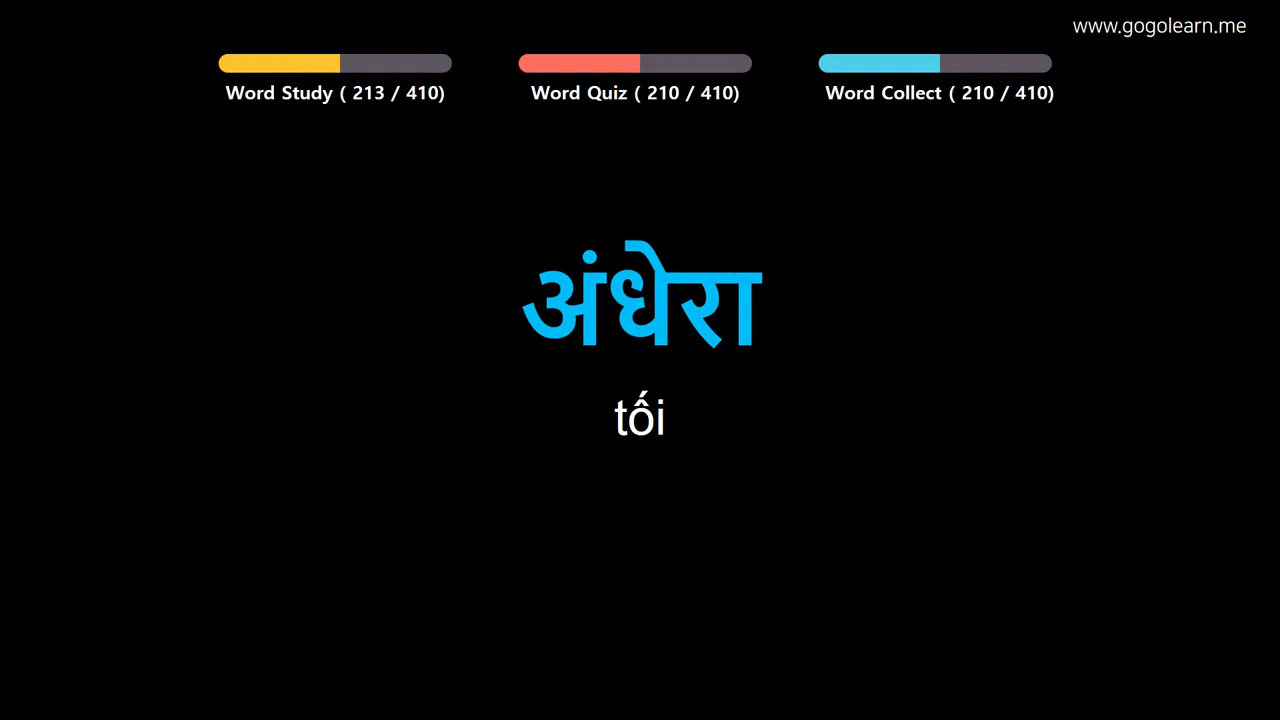 www.gogolearn.me
Word Study ( 213 / 410)
Word Quiz ( 210 / 410)
Word Collect ( 210 / 410)
अंधेरा
tối